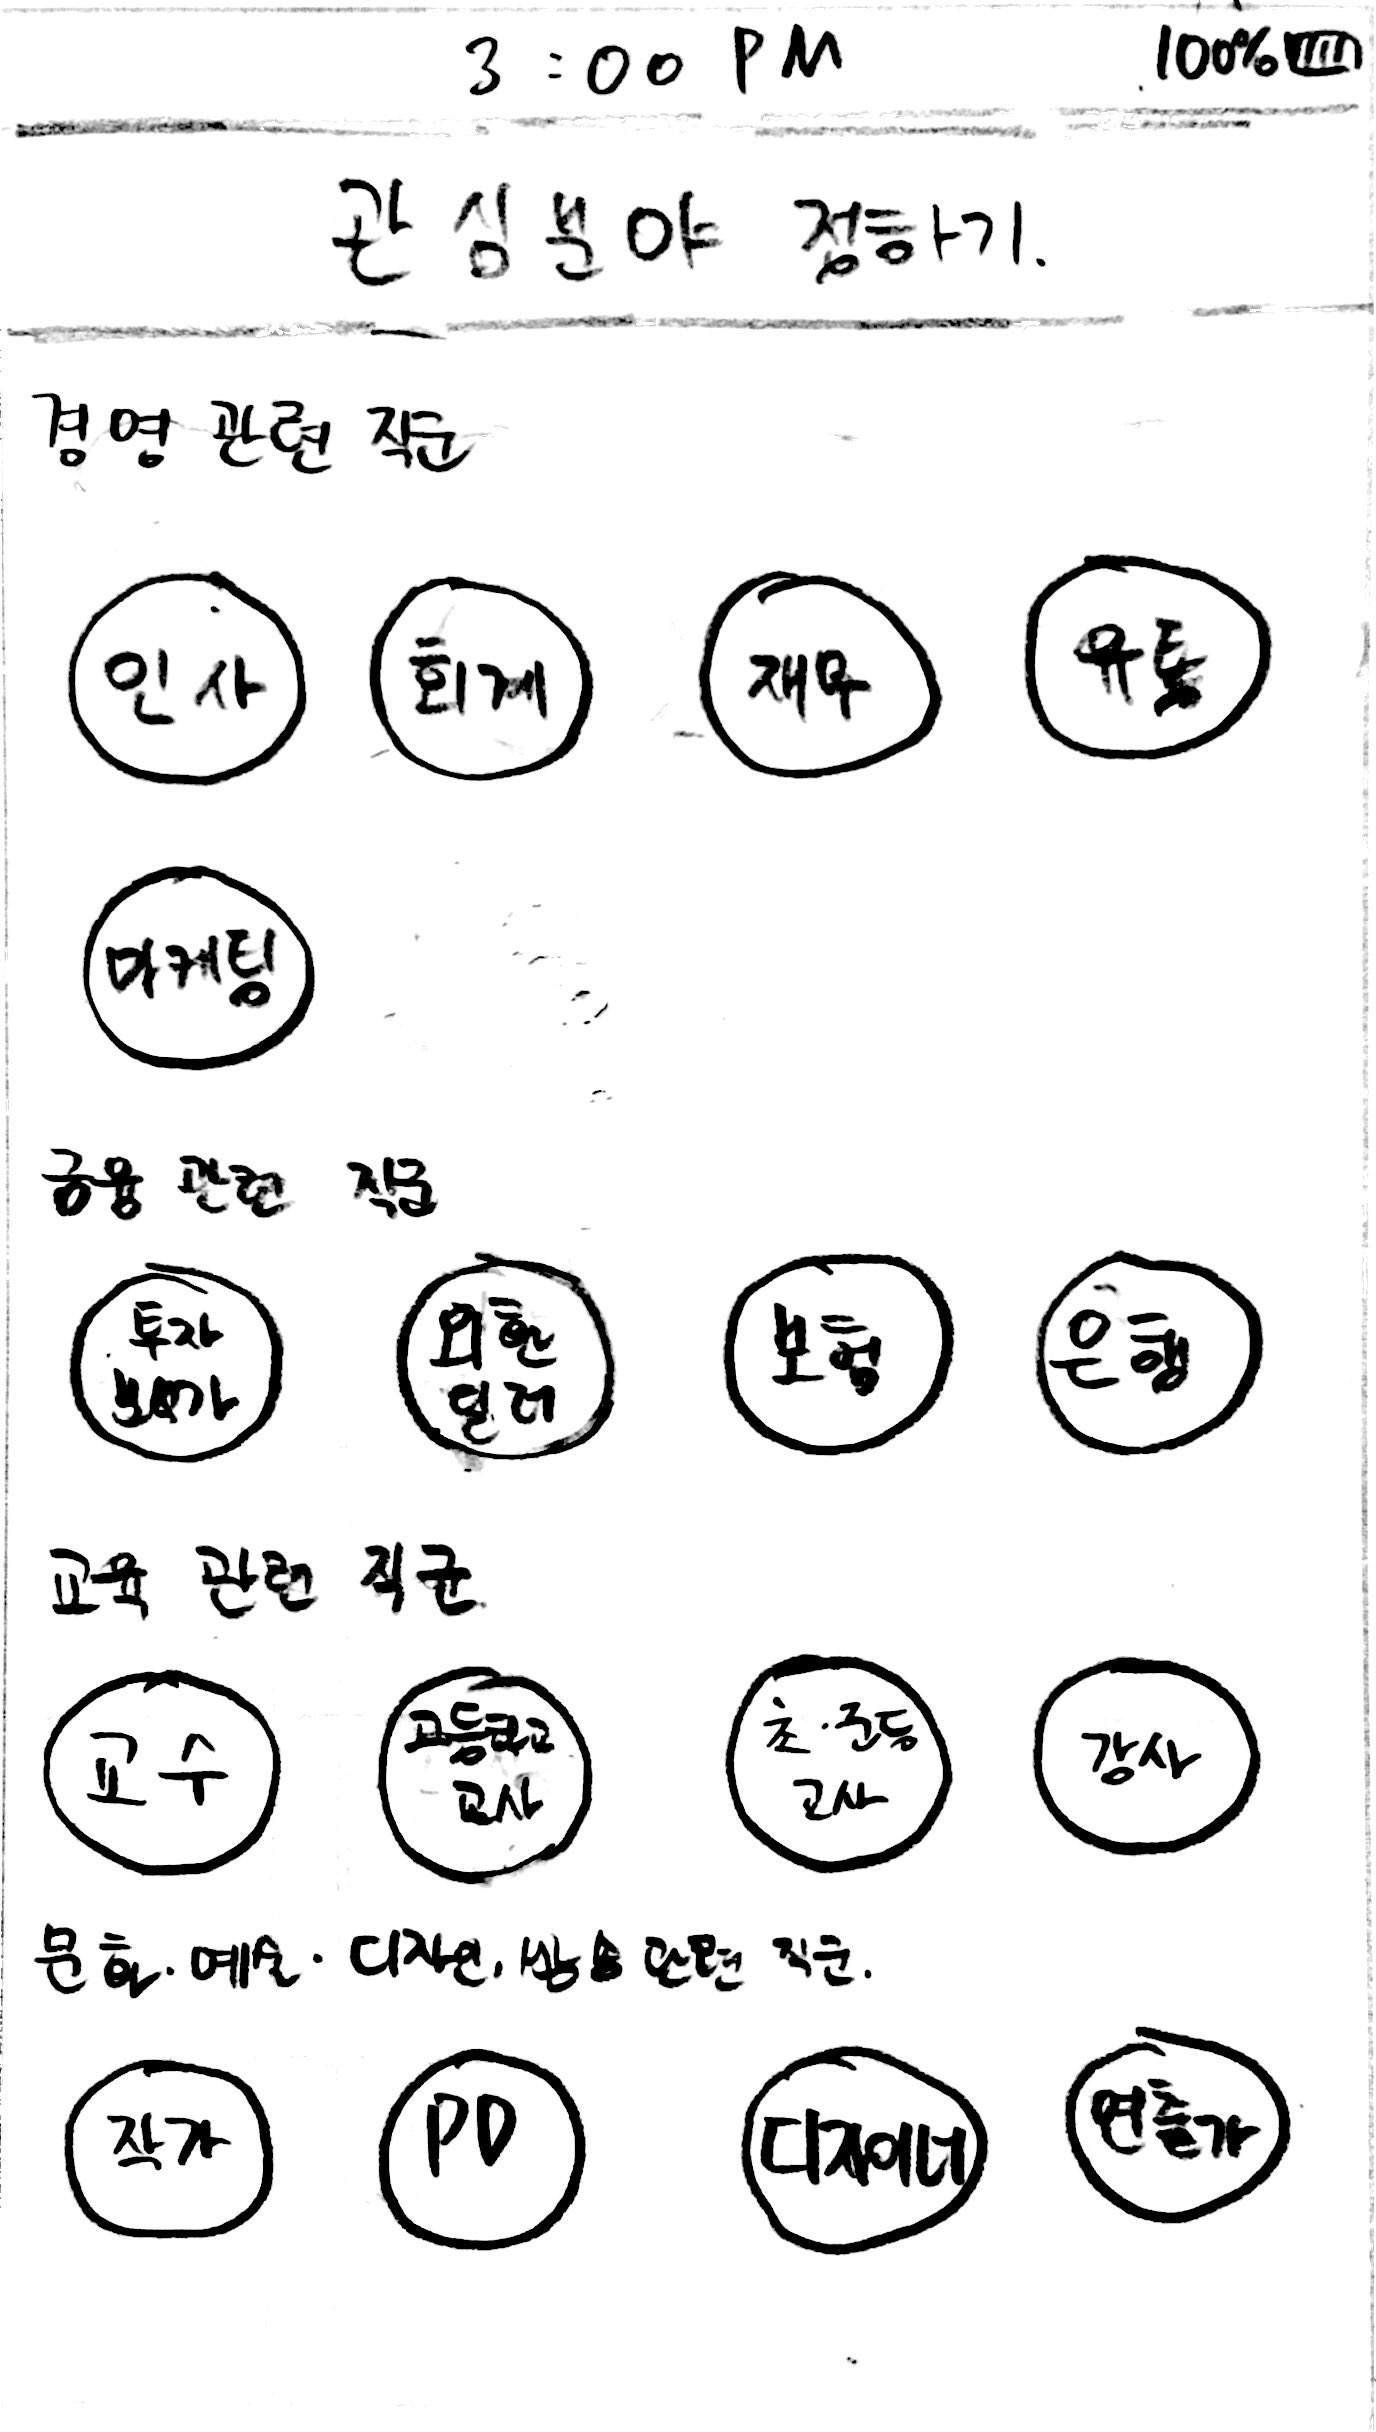 3:00 PM 100%
관심분야 정하기.
경영 관련 직군
인사 회계 재무 유통
마케팅
금융 관련 직군
투자 외환 보험 은행
딜러
교육 관련 직군
교수 고등학교 초·중등 강사
교사 교사
문화·예술·디자인, 방송 관련 직군.
작가 PD 디자이너 연출가